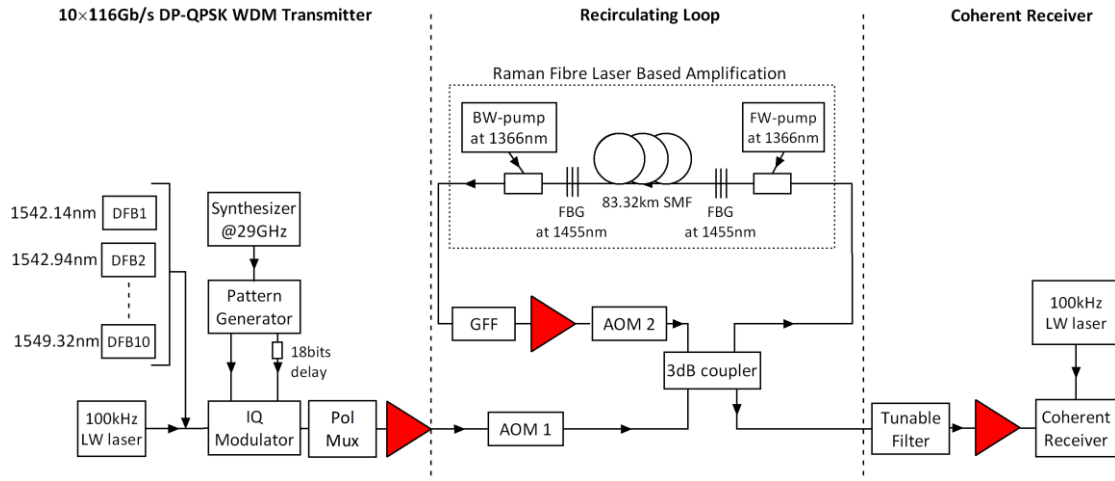 10×116Gb/s DP-QPSK WDM Transmitter
Recirculating Loop
Coherent Receiver
Raman Fibre Laser Based Amplification
BW-pump
at 1366nm
FW-pump
at 1366nm
83.32km SMF
FBG
at 1455nm
FBG
at 1455nm
1542.14nm
DFB1
1542.94nm
DFB2
1549.32nm
DFB10
Synthesizer
@29GHz
Pattern
Generator
18bits
delay
100kHz
LW laser
IQ
Modulator
Pol
Mux
GFF
AOM 2
3dB coupler
AOM 1
100kHz
LW laser
Tunable
Filter
Coherent
Receiver